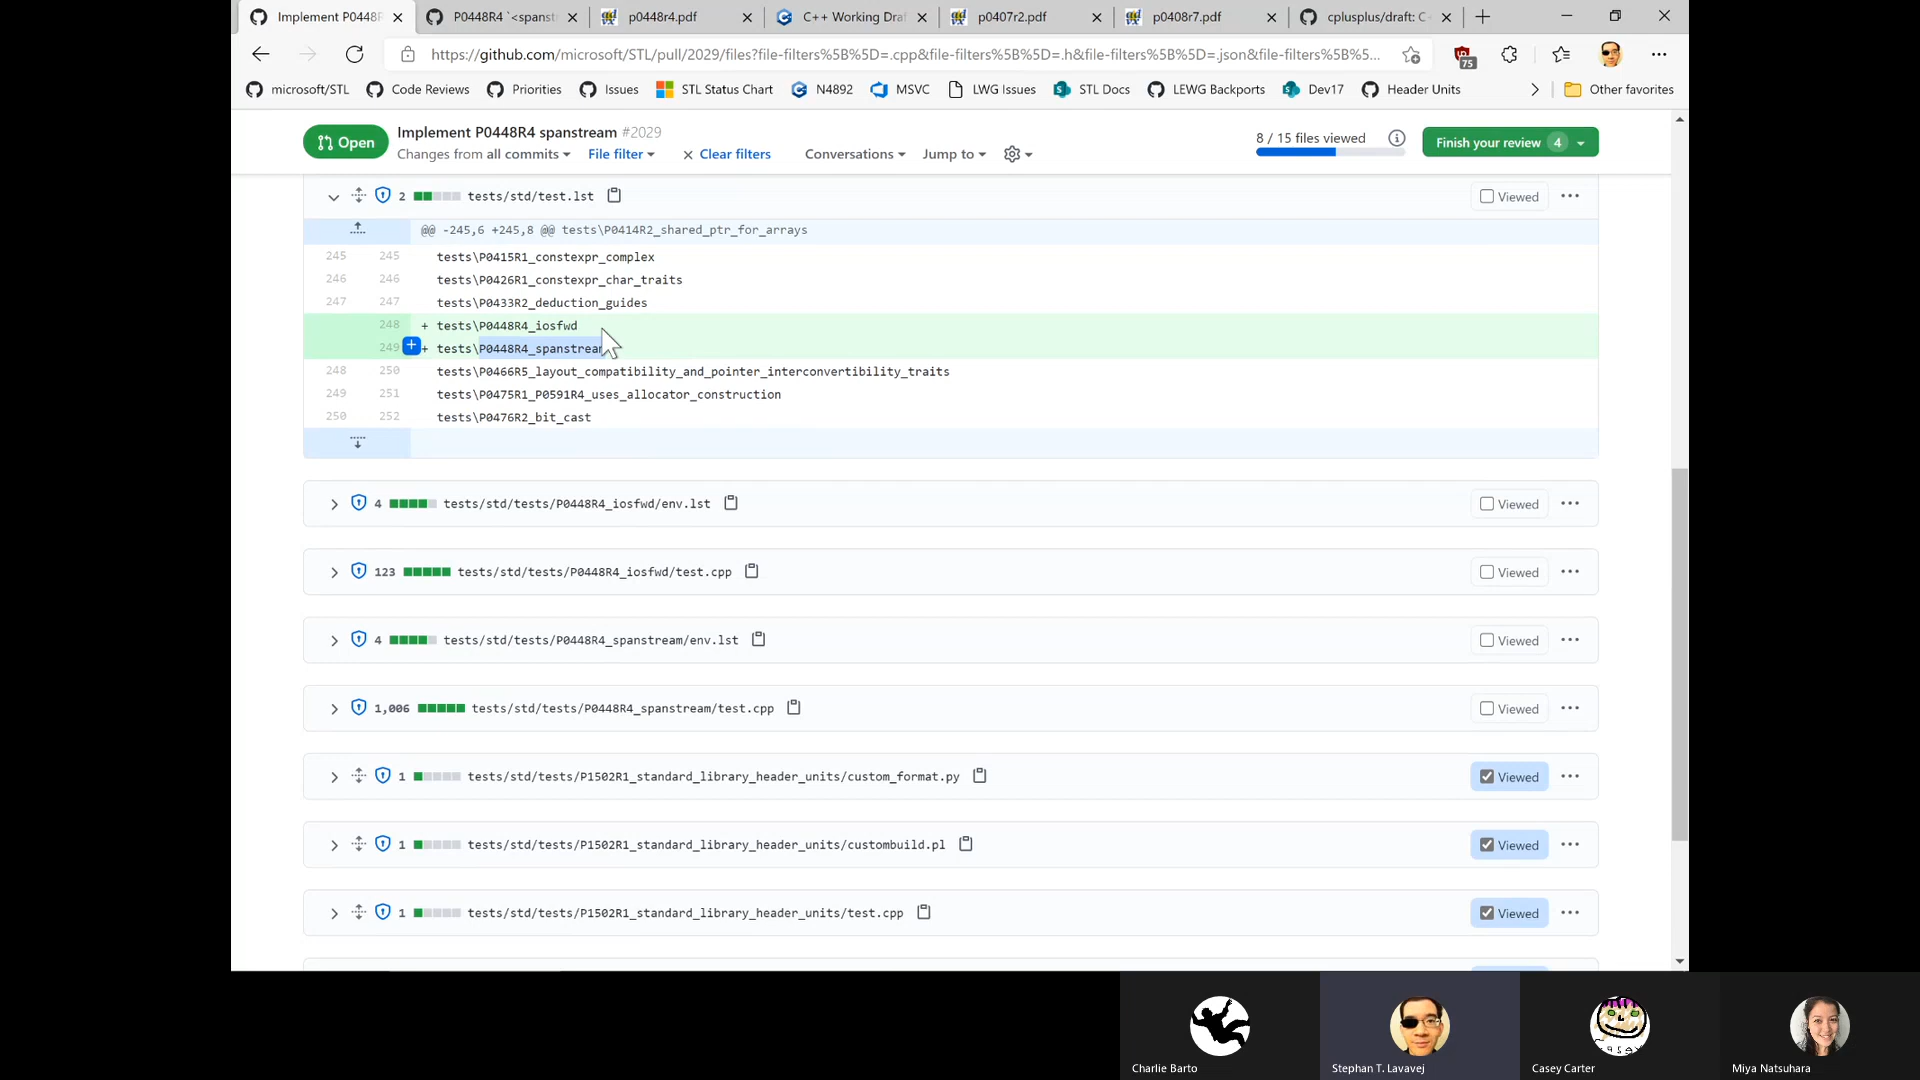 Implement P0448R
P0448R4 `<spanst
p0448r4.pdf
C++ Working Dra
p0407r2.pdf
p0408r7.pdf
cplusplus/draft: C
https://github.com/microsoft/STL/pull/2029/files?file-filters%5B%5D=.cpp&file-filters%5B%5D=.h&file-filters%5B%5D=.json&file-filters%5B%5...
75
microsoft/STL
Code Reviews
Priorities
Issues
STL Status Chart
N4892
MSVC
LWG Issues
STL Docs
LEWG Backports
Dev17
Header Units
Other favorites
Open
Implement P0448R4 spanstream #2029
Changes from all commits
File filter
Clear filters
Conversations
Jump to
8 / 15 files viewed
Finish your review 4
2 tests/std/test.lst
Viewed
@@ -245,6 +245,8 @@ tests\P0414R2_shared_ptr_for_arrays
245 245 tests\P0415R1_constexpr_complex
246 246 tests\P0426R1_constexpr_char_traits
247 247 tests\P0433R2_deduction_guides
248 + tests\P0448R4_iosfwd
249 + tests\P0448R4_spanstream
248 250 tests\P0466R5_layout_compatibility_and_pointer_interconvertibility_traits
249 251 tests\P0475R1_P0591R4_uses_allocator_construction
250 252 tests\P0476R2_bit_cast
4 tests/std/tests/P0448R4_iosfwd/env.lst
Viewed
123 tests/std/tests/P0448R4_iosfwd/test.cpp
Viewed
4 tests/std/tests/P0448R4_spanstream/env.lst
Viewed
1,006 tests/std/tests/P0448R4_spanstream/test.cpp
Viewed
1 tests/std/tests/P1502R1_standard_library_header_units/custom_format.py
Viewed
1 tests/std/tests/P1502R1_standard_library_header_units/custombuild.pl
Viewed
1 tests/std/tests/P1502R1_standard_library_header_units/test.cpp
Viewed
Charlie Barto
Stephan T. Lavavej
Casey Carter
Miya Natsuhara